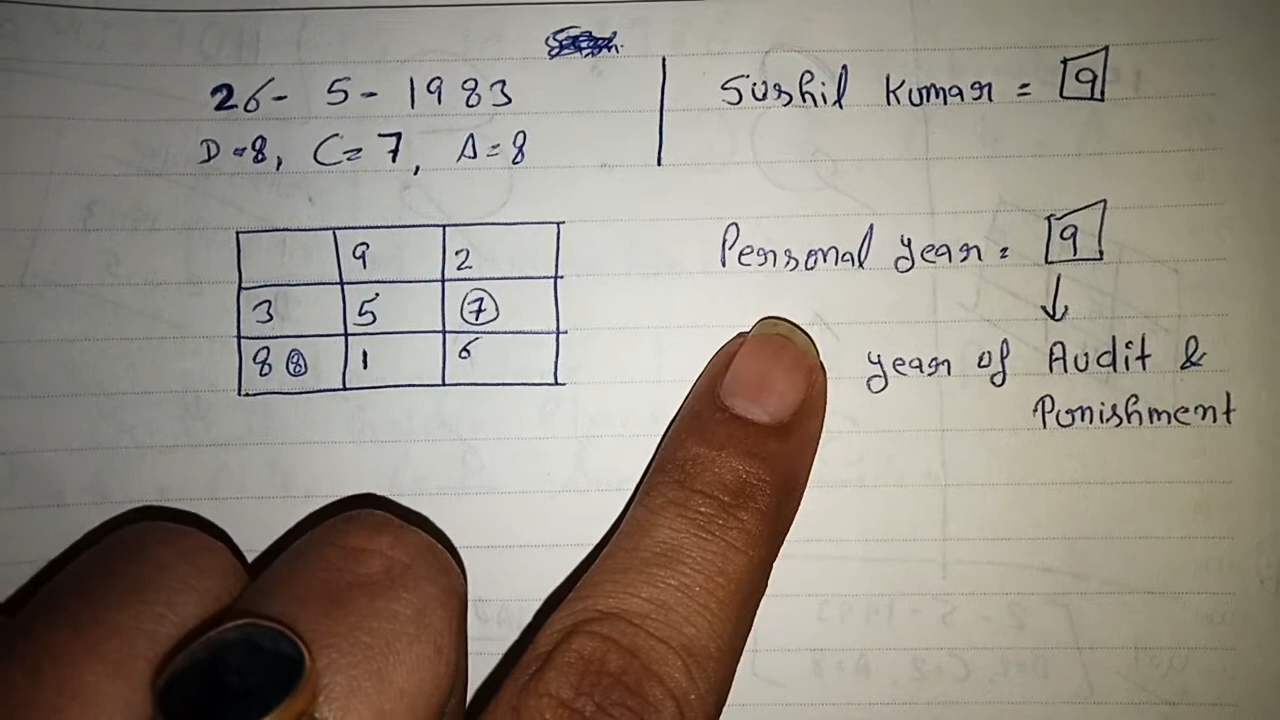 26- 5- 1983
D=8, C=7, A=8
Sushil Kumar = 9
9 2
3 5 7
8 8 1 6
Personal year = 9
↓
year of Audit &
Punishment